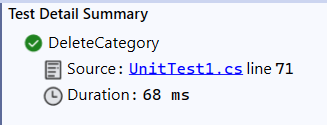 Test Detail Summary
DeleteCategory
Source: UnitTest1.cs line 71
Duration: 68 ms